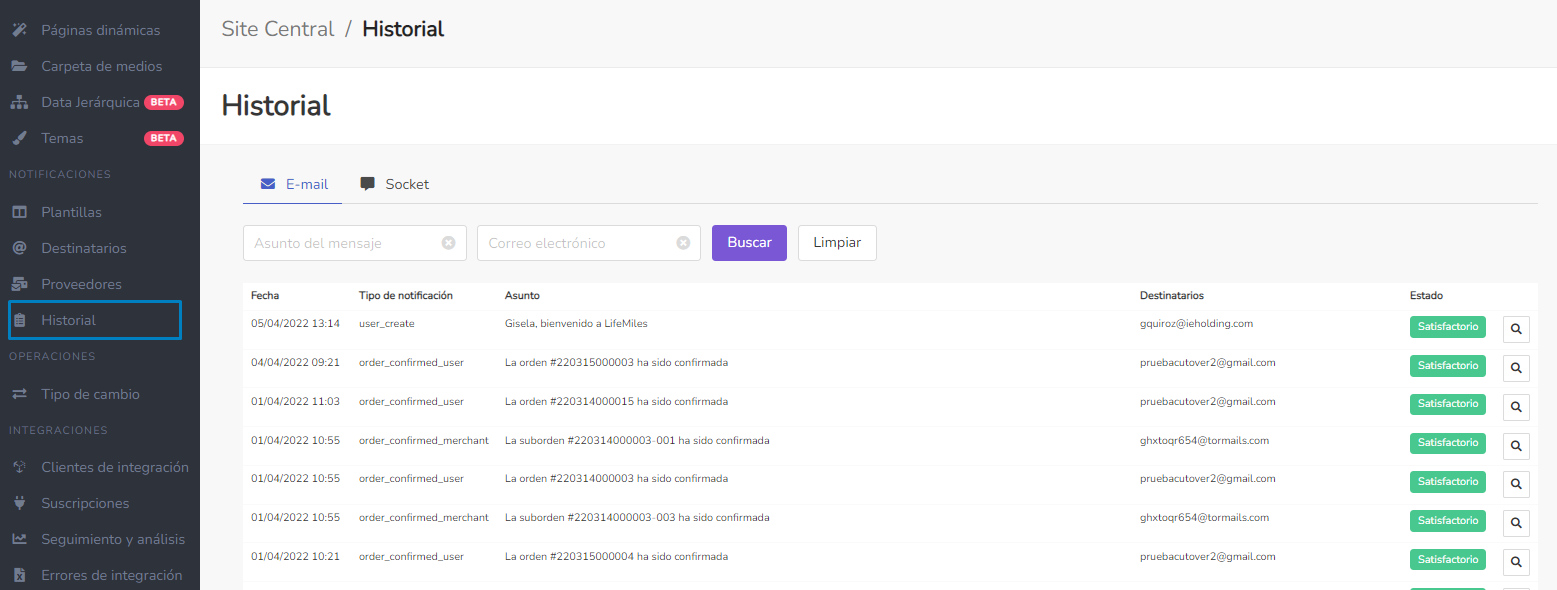 Páginas dinámicas
Carpeta de medios
Data Jerárquica BETA
Temas BETA
NOTIFICACIONES
Plantillas
Destinatarios
Proveedores
Historial
OPERACIONES
Tipo de cambio
INTEGRACIONES
Clientes de integración
Suscripciones
Seguimiento y análisis
Errores de integración
Site Central / Historial
Historial
E-mail Socket
Asunto del mensaje Correo electrónico Buscar Limpiar
Fecha Tipo de notificación Asunto Destinatarios Estado
05/04/2022 13:14 user_create Gisela, bienvenido a LifeMiles gquiroz@ieholding.com Satisfactorio
04/04/2022 09:21 order_confirmed_user La orden #220315000003 ha sido confirmada pruebacutover2@gmail.com Satisfactorio
01/04/2022 11:03 order_confirmed_user La orden #220314000015 ha sido confirmada pruebacutover2@gmail.com Satisfactorio
01/04/2022 10:55 order_confirmed_merchant La suborden #220314000003-001 ha sido confirmada ghxtoqr654@tormails.com Satisfactorio
01/04/2022 10:55 order_confirmed_user La orden #220314000003 ha sido confirmada pruebacutover2@gmail.com Satisfactorio
01/04/2022 10:55 order_confirmed_merchant La suborden #220314000003-003 ha sido confirmada ghxtoqr654@tormails.com Satisfactorio
01/04/2022 10:21 order_confirmed_user La orden #220315000004 ha sido confirmada pruebacutover2@gmail.com Satisfactorio